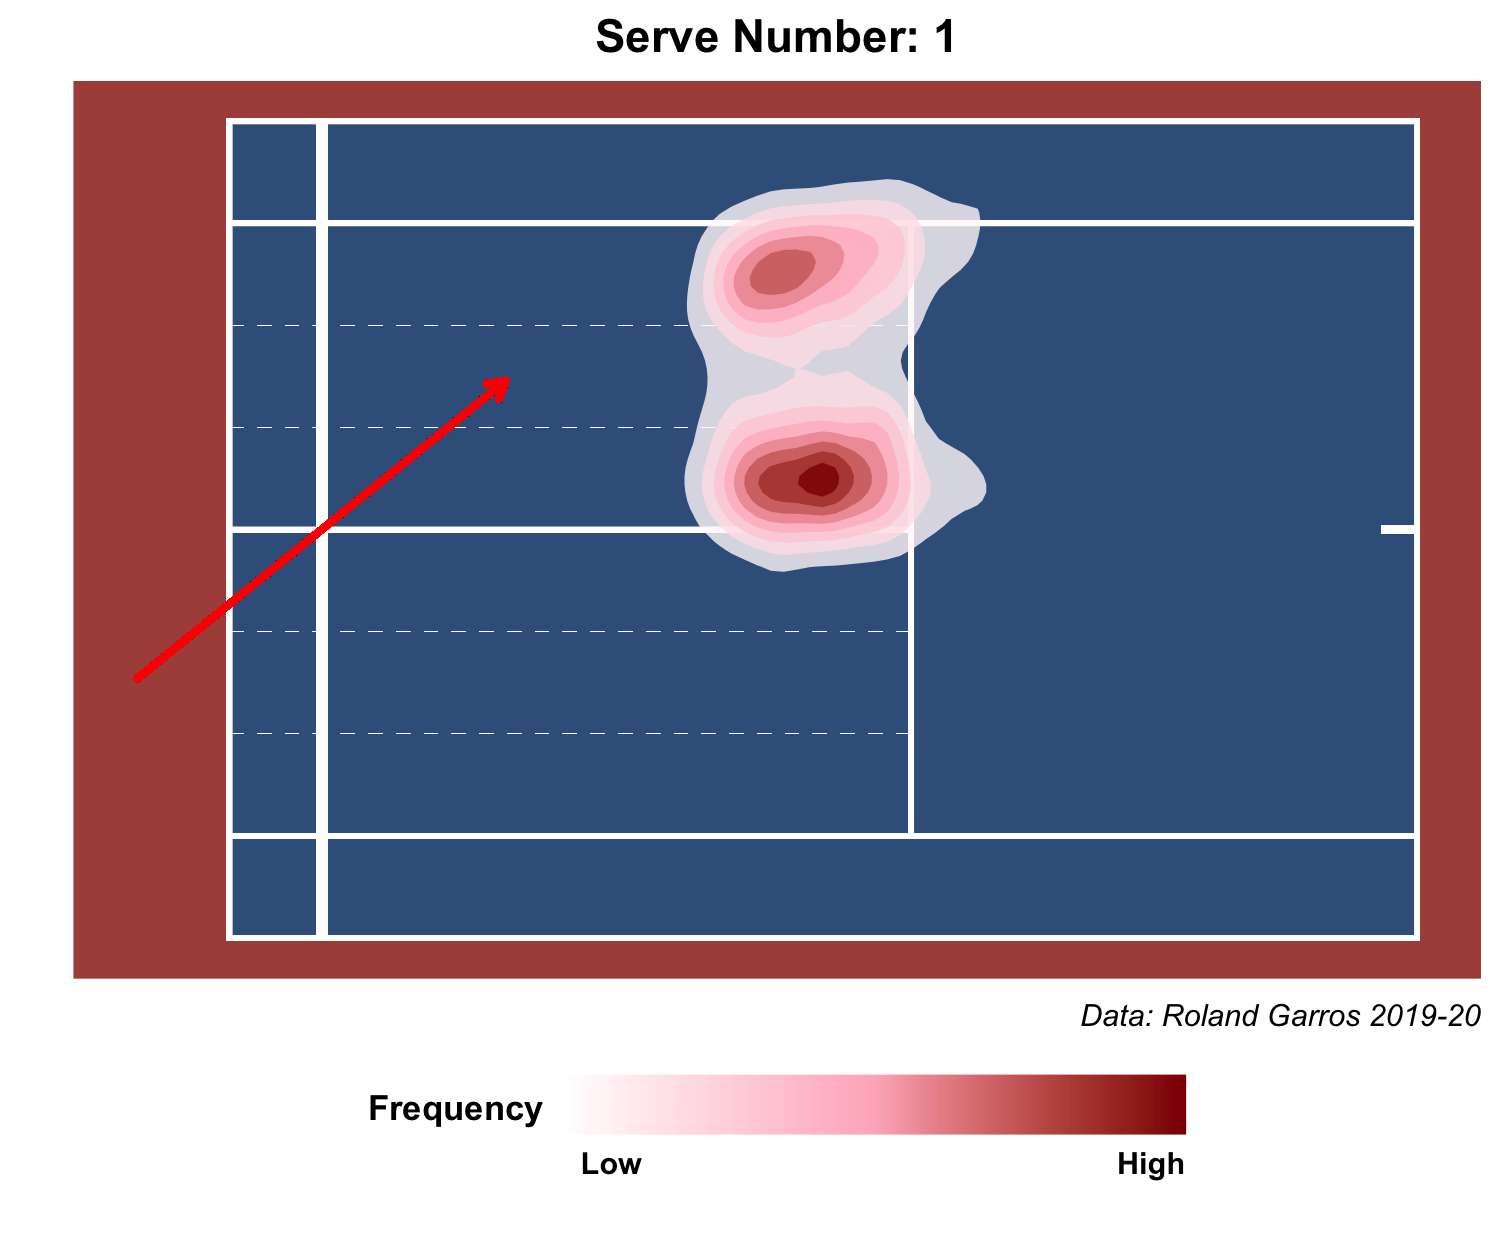 Serve Number: 1
Data: Roland Garros 2019-20
Frequency
Low High